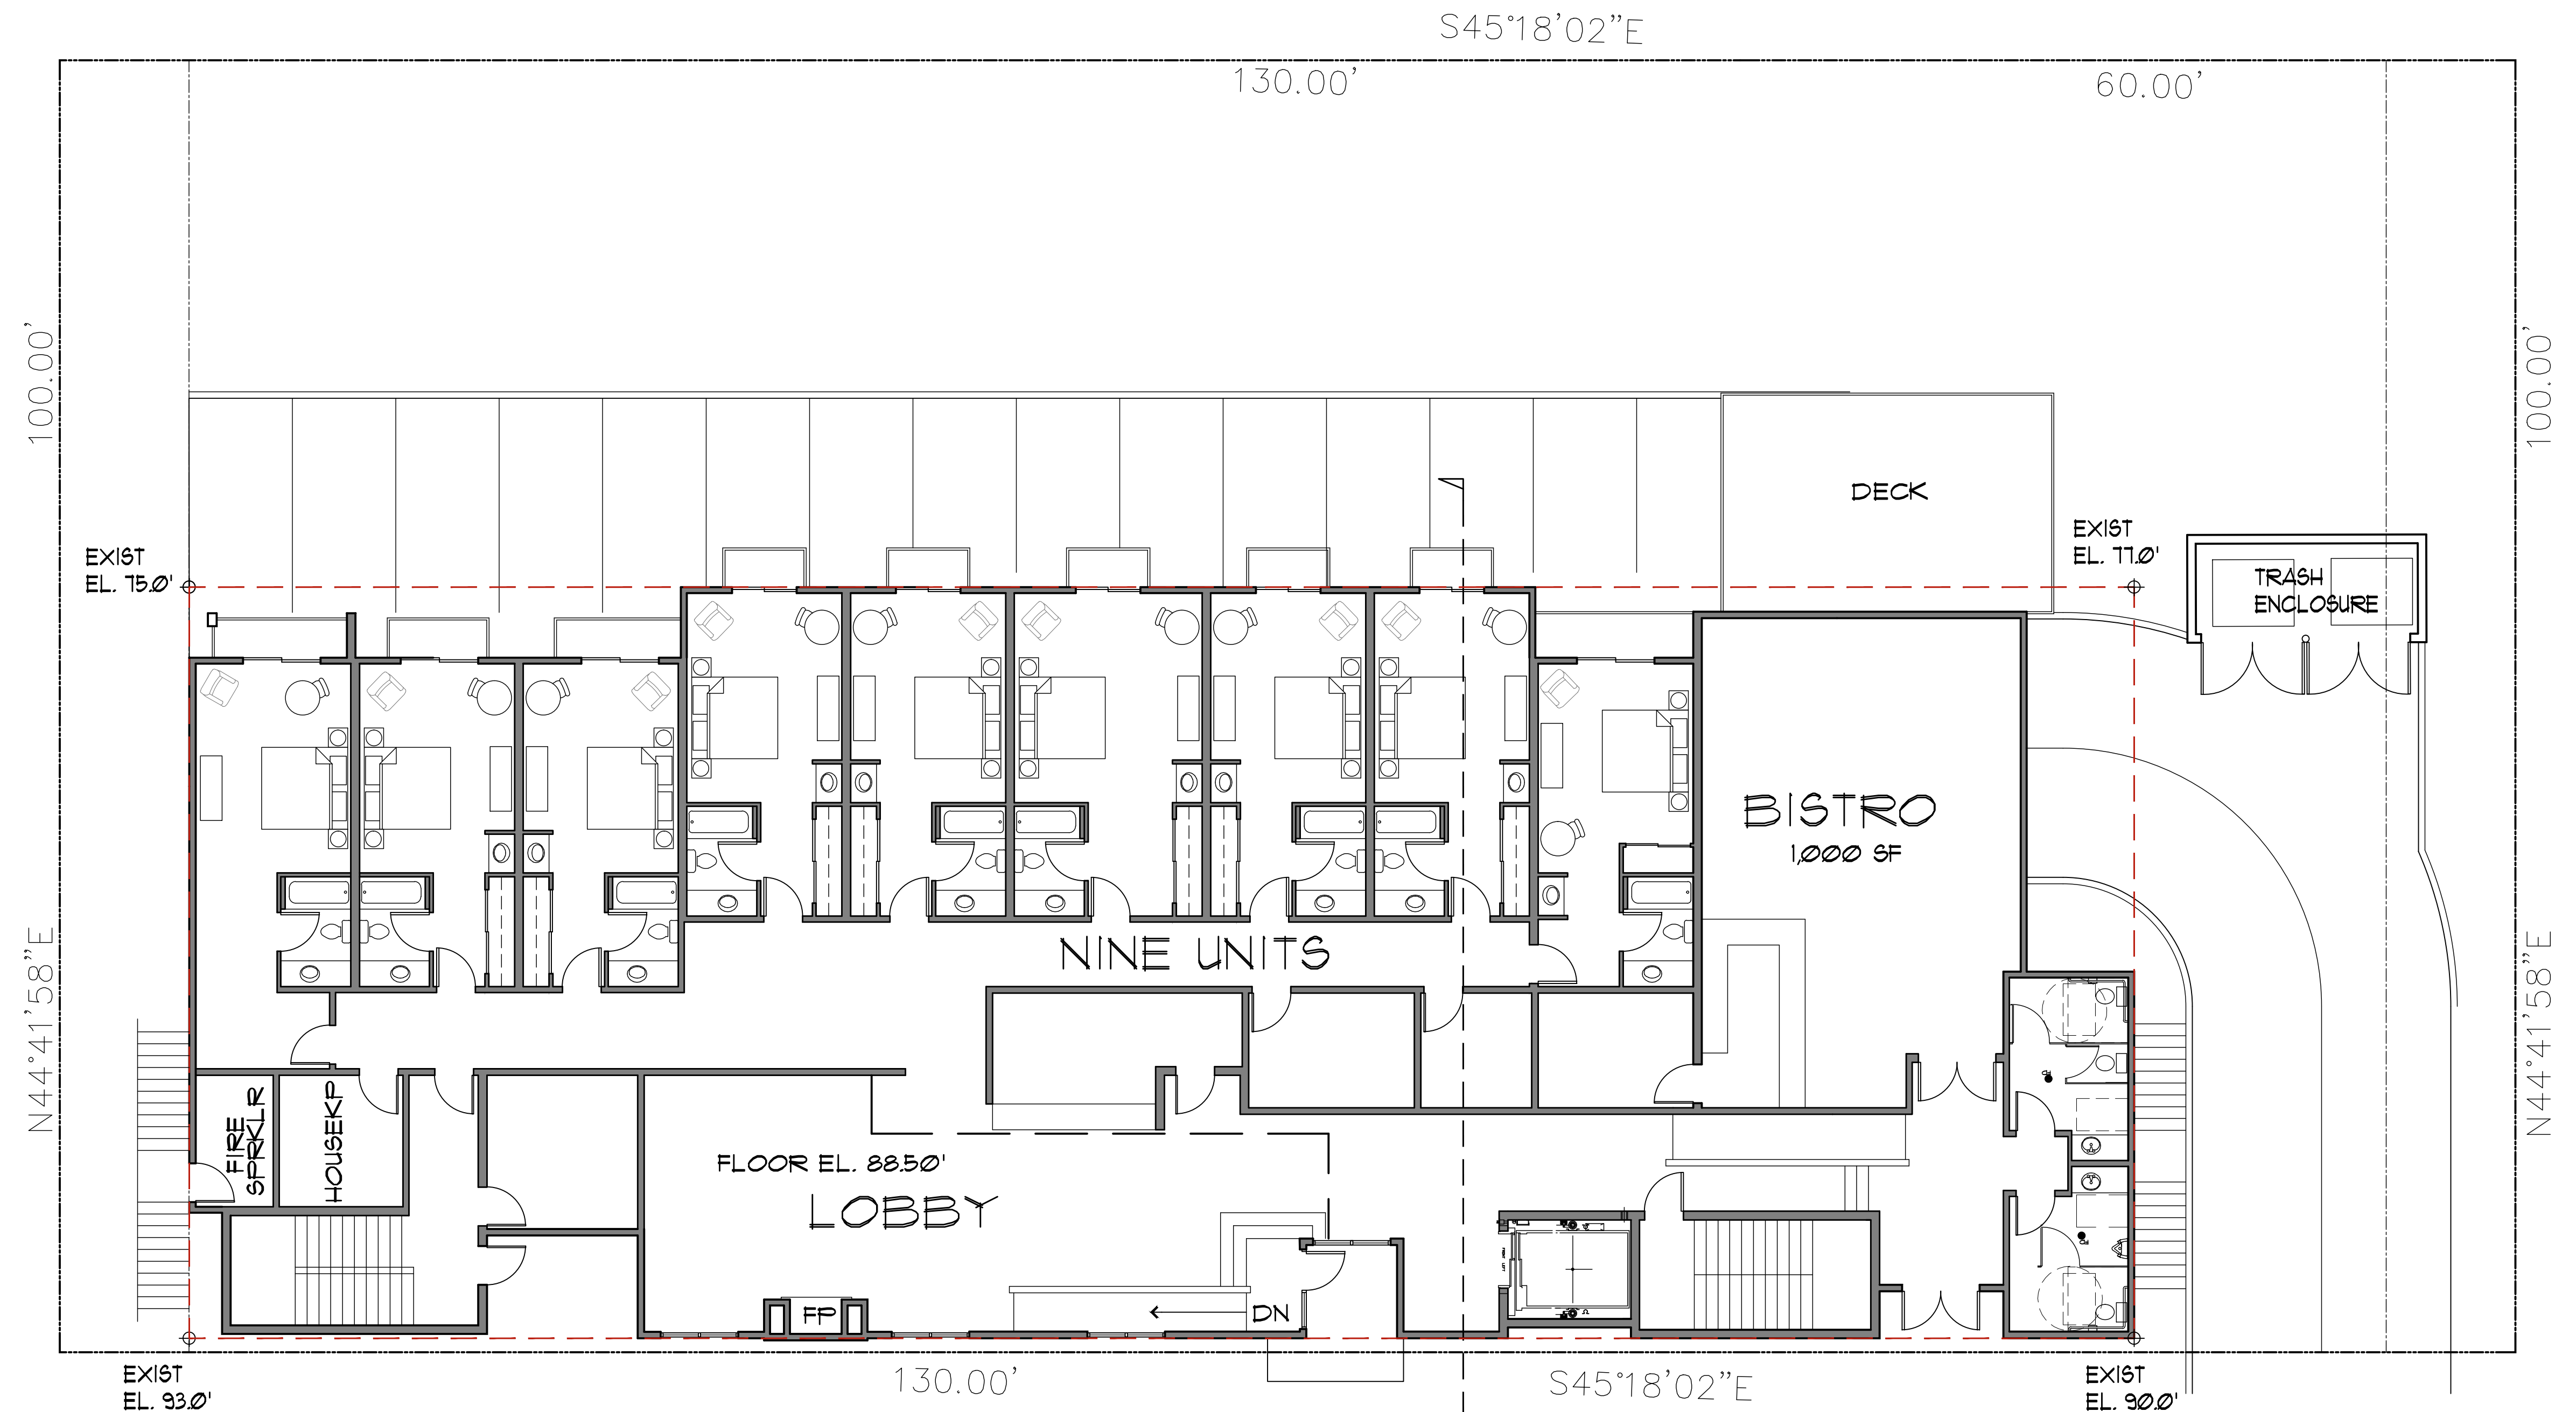 S45°18'02"E
130.00'
60.00'
100.00'
100.00'
DECK
EXIST
EL. 75.0'
EXIST
EL. 77.0'
TRASH
ENCLOSURE
BISTRO
1,000 SF
NINE UNITS
N44°41'58"E
N44°41'58"E
FIRE
SPRKLR
HOUSEKP
FLOOR EL. 88.50'
LOBBY
FP
DN
EXIST
EL. 93.0'
130.00'
S45°18'02"E
EXIST
EL. 90.0'